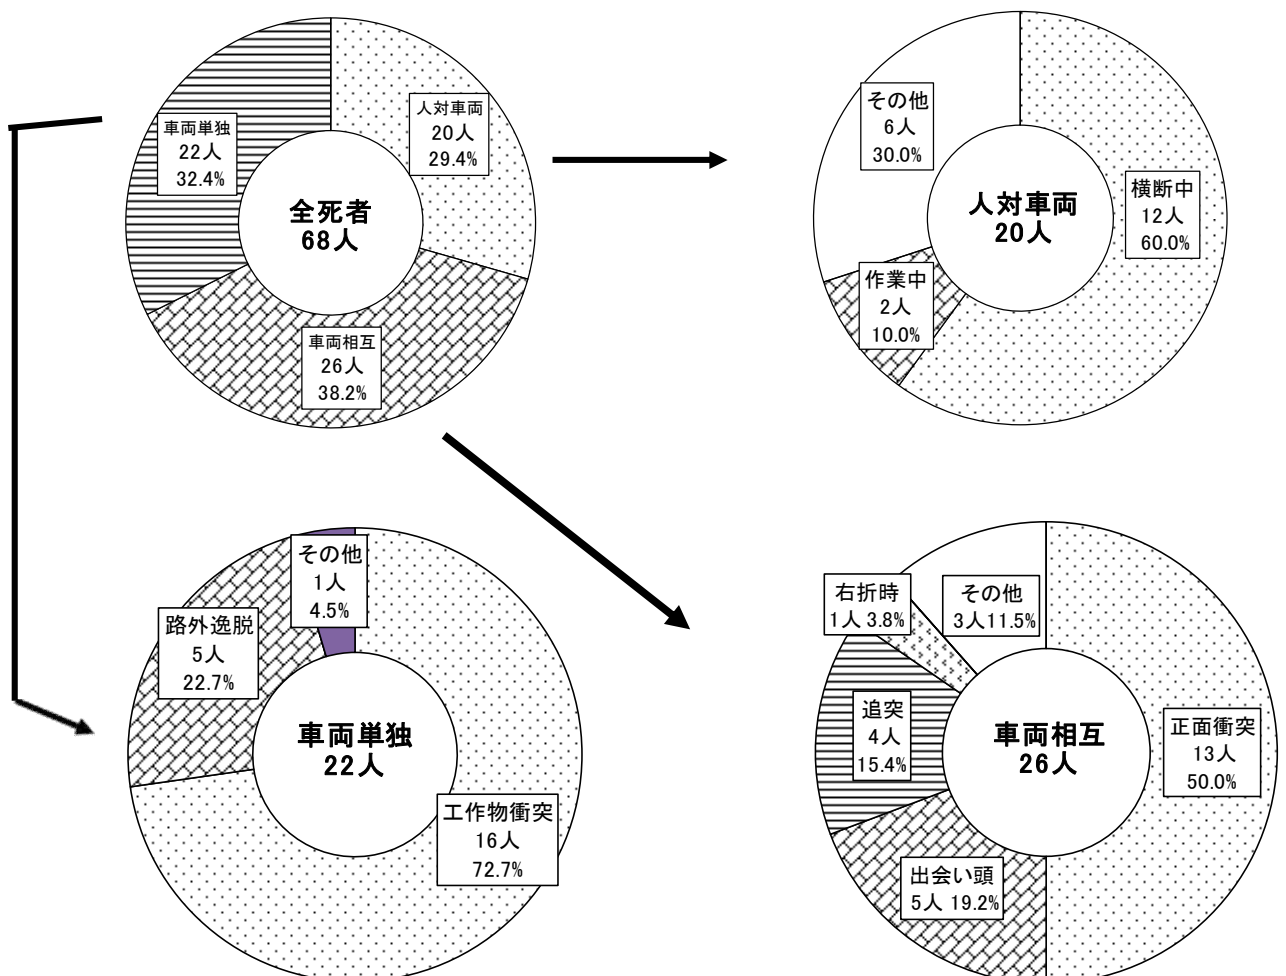 人対車両
20人
29.4%
車両相互
26人
38.2%
車両単独
22人
32.4%
全死者
68人
横断中
12人
60.0%
作業中
2人
10.0%
その他
6人
30.0%
人対車両
20人
工作物衝突
16人
72.7%
路外逸脱
5人
22.7%
その他
1人
4.5%
車両単独
22人
正面衝突
13人
50.0%
出会い頭
5人 19.2%
追突
4人
15.4%
右折時
1人 3.8%
その他
3人11.5%
車両相互
26人